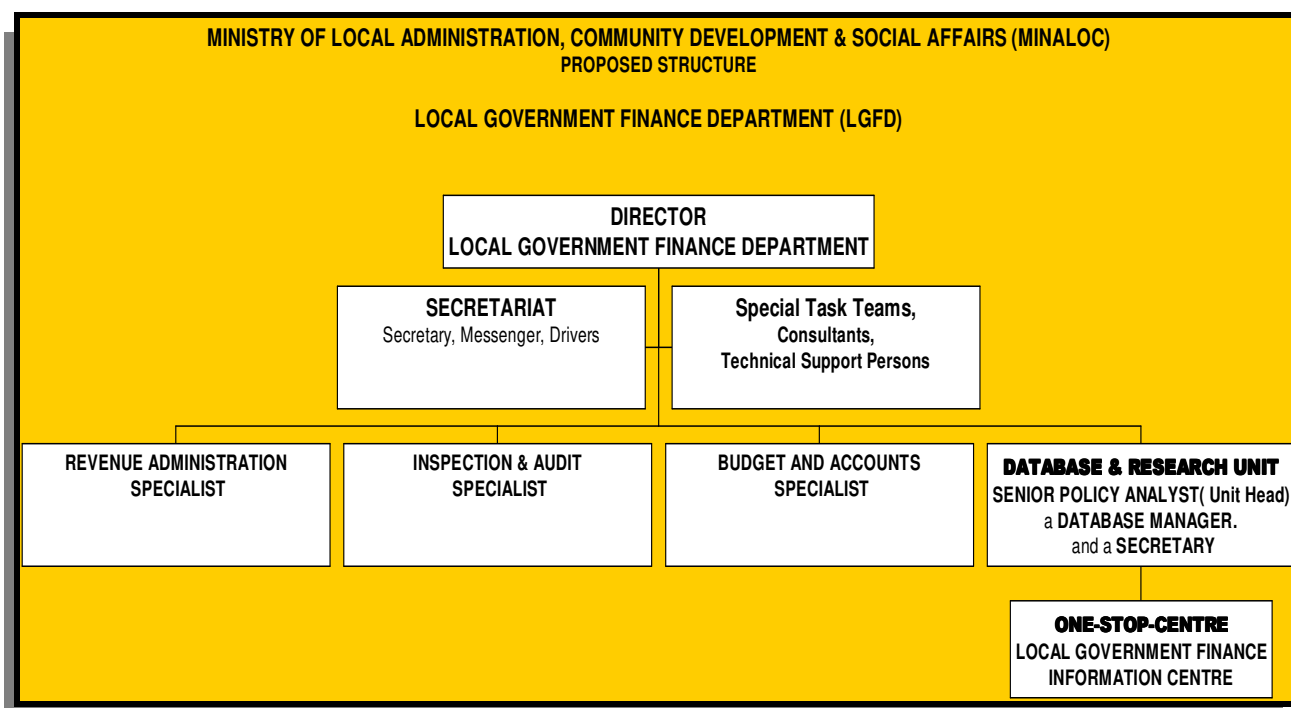 MINISTRY OF LOCAL ADMINISTRATION, COMMUNITY DEVELOPMENT & SOCIAL AFFAIRS (MINALOC)
PROPOSED STRUCTURE
LOCAL GOVERNMENT FINANCE DEPARTMENT (LGFD)
DIRECTOR
LOCAL GOVERNMENT FINANCE DEPARTMENT
SECRETARIAT
Secretary, Messenger, Drivers
Special Task Teams,
Consultants,
Technical Support Persons
REVENUE ADMINISTRATION
SPECIALIST
INSPECTION & AUDIT
SPECIALIST
BUDGET AND ACCOUNTS
SPECIALIST
DATABASE & RESEARCH UNIT
SENIOR POLICY ANALYST( Unit Head)
a DATABASE MANAGER.
and a SECRETARY
ONE-STOP-CENTRE
LOCAL GOVERNMENT FINANCE
INFORMATION CENTRE